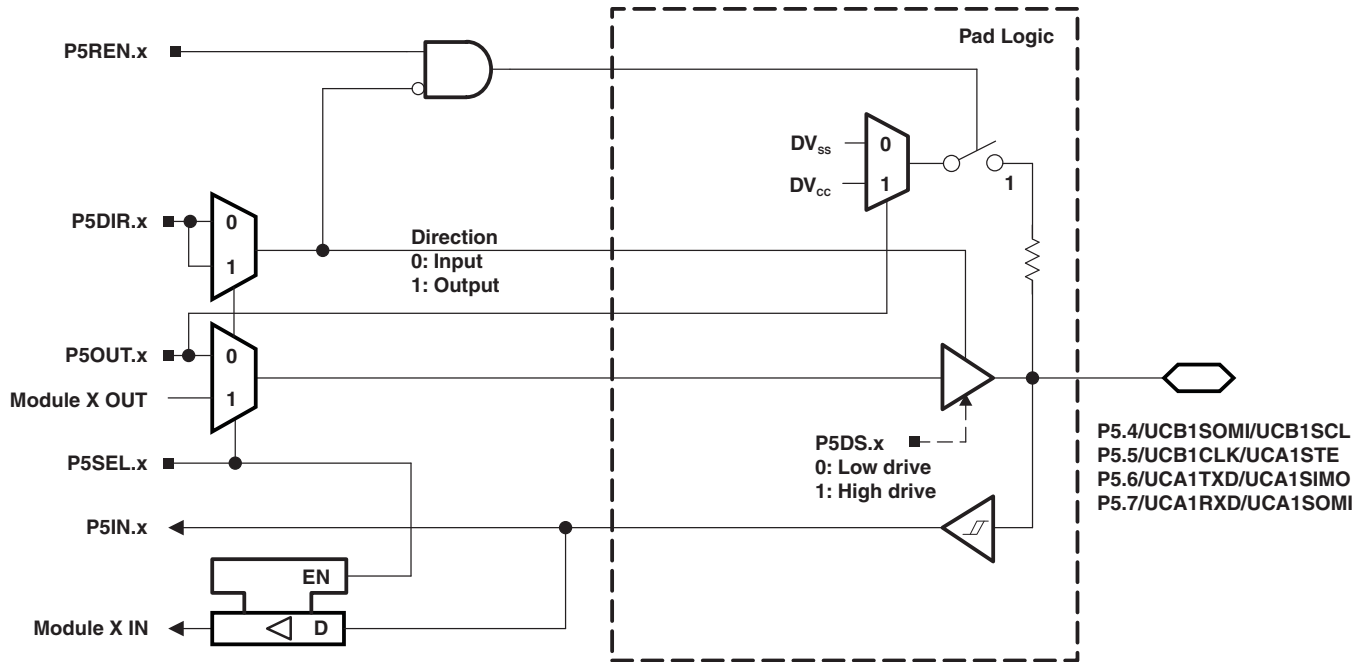 Pad Logic
P5REN.x
DVss
0
DVcc
1
1
P5DIR.x
0
1
Direction
0: Input
1: Output
P5OUT.x
0
Module X OUT
1
P5DS.x
0: Low drive
1: High drive
P5SEL.x
P5.4/UCB1SOMI/UCB1SCL
P5.5/UCB1CLK/UCA1STE
P5.6/UCA1TXD/UCA1SIMO
P5.7/UCA1RXD/UCA1SOMI
P5IN.x
EN
Module X IN
D